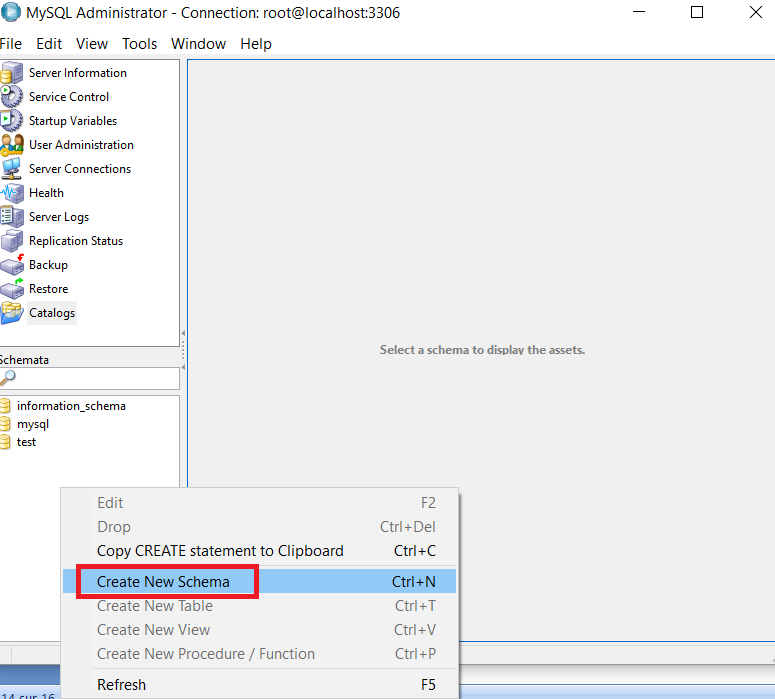 MySQL Administrator - Connection: root@localhost:3306
File Edit View Tools Window Help
Server Information
Service Control
Startup Variables
User Administration
Server Connections
Health
Server Logs
Replication Status
Backup
Restore
Catalogs
Select a schema to display the assets.
Schemata
information_schema
mysql
test
Edit F2
Drop Ctrl+Del
Copy CREATE statement to Clipboard Ctrl+C
Create New Schema Ctrl+N
Create New Table Ctrl+T
Create New View Ctrl+V
Create New Procedure / Function Ctrl+P
Refresh F5
14 sur 16